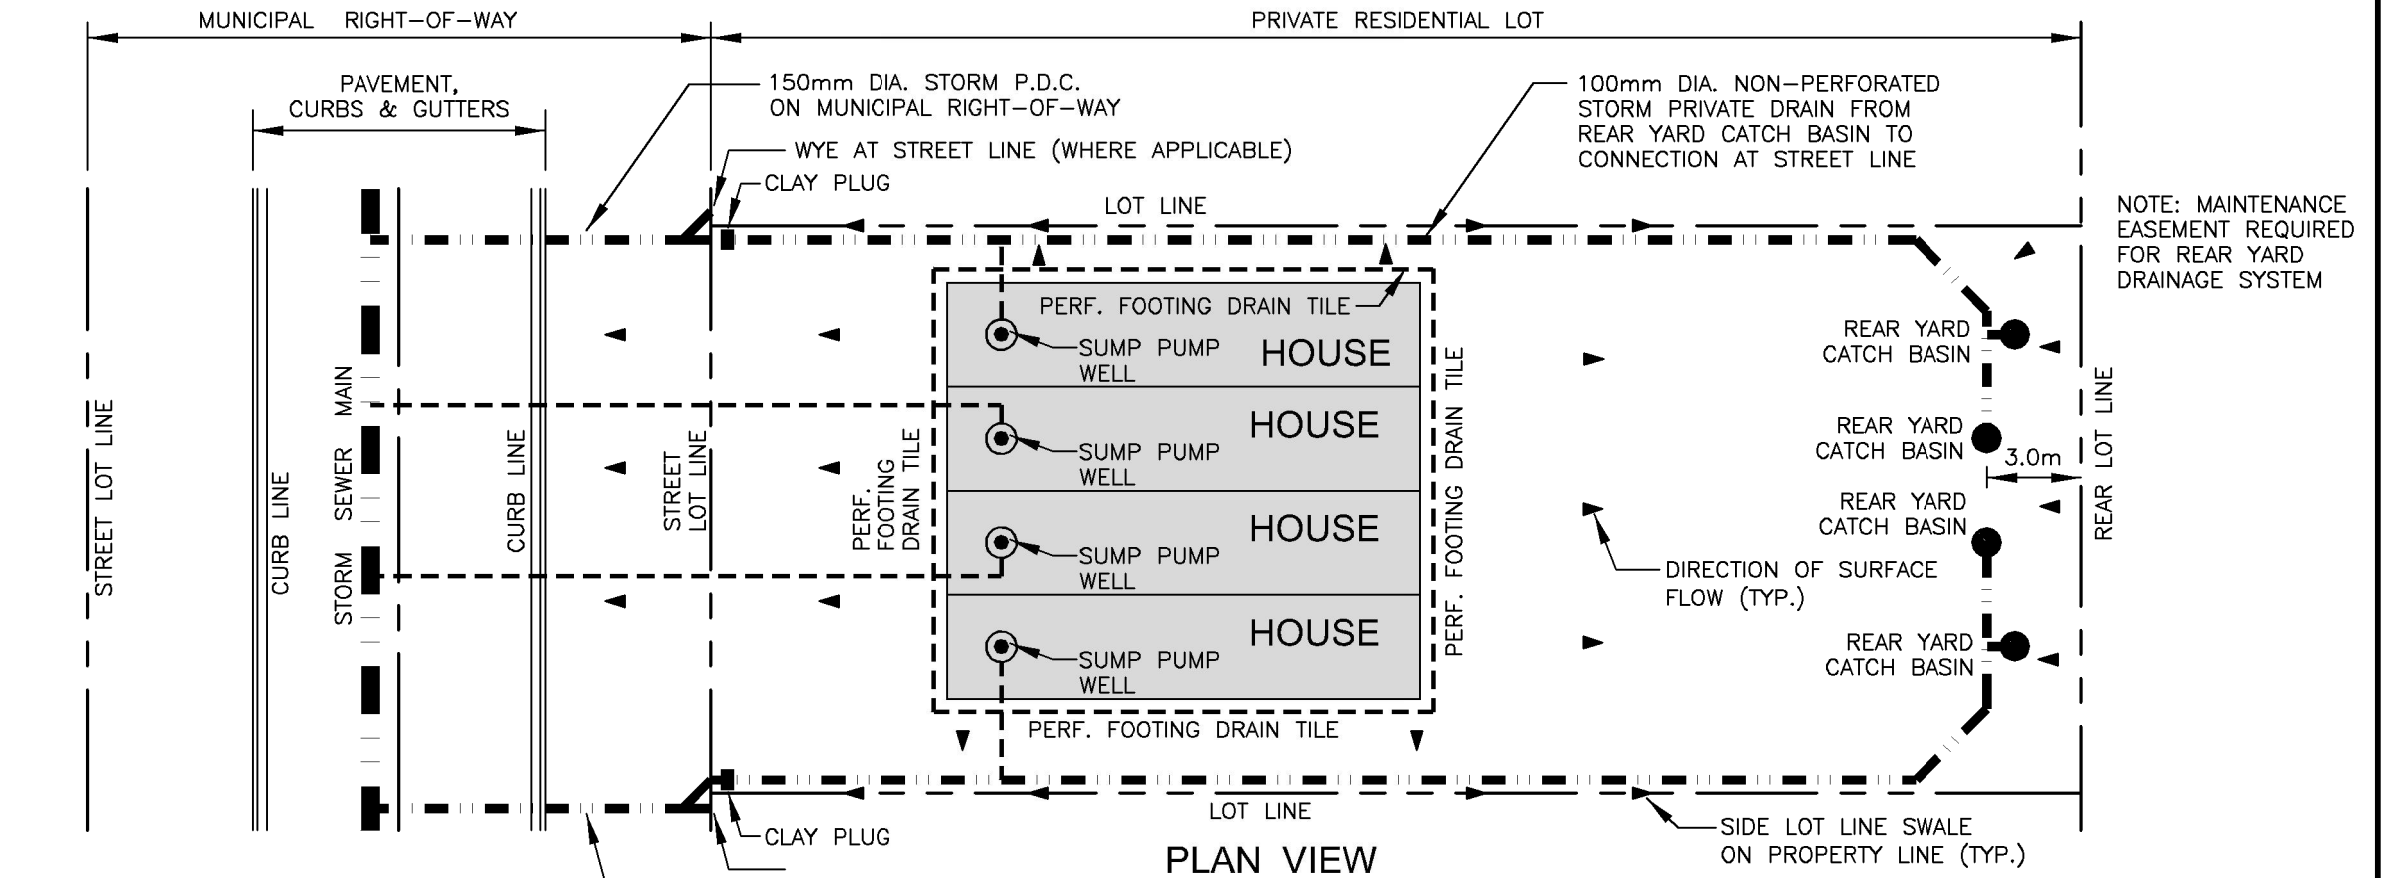 MUNICIPAL RIGHT-OF-WAY
PRIVATE RESIDENTIAL LOT
PAVEMENT,
CURBS & GUTTERS
150mm DIA. STORM P.D.C.
ON MUNICIPAL RIGHT-OF-WAY
WYE AT STREET LINE (WHERE APPLICABLE)
CLAY PLUG
100mm DIA. NON-PERFORATED
STORM PRIVATE DRAIN FROM
REAR YARD CATCH BASIN TO
CONNECTION AT STREET LINE
LOT LINE
NOTE: MAINTENANCE
EASEMENT REQUIRED
FOR REAR YARD
DRAINAGE SYSTEM
PERF. FOOTING DRAIN TILE
SUMP PUMP
WELL
HOUSE
SUMP PUMP
WELL
HOUSE
SUMP PUMP
WELL
HOUSE
SUMP PUMP
WELL
HOUSE
PERF. FOOTING DRAIN TILE
STREET LOT LINE
CURB LINE
STORM SEWER MAIN
CURB LINE
STREET
LOT LINE
PERF.
FOOTING
DRAIN TILE
PERF. FOOTING DRAIN TILE
REAR YARD
CATCH BASIN
REAR YARD
CATCH BASIN
3.0m
REAR YARD
CATCH BASIN
REAR YARD
CATCH BASIN
REAR LOT LINE
DIRECTION OF SURFACE
FLOW (TYP.)
LOT LINE
CLAY PLUG
SIDE LOT LINE SWALE
ON PROPERTY LINE (TYP.)
PLAN VIEW